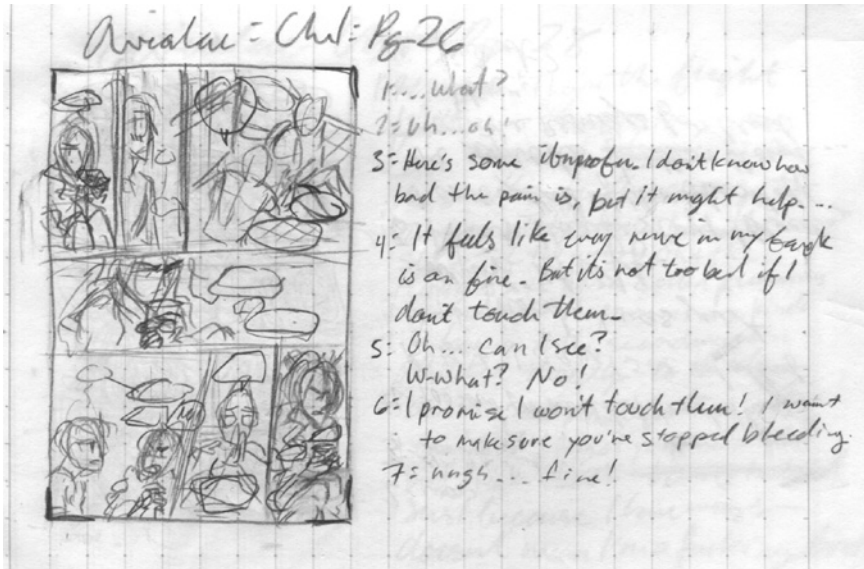 Avialae = Ch1 = Pg 26
1=....What?
2=Uh...oh!
3=Here's some ibuprofen. I don't know how
bad the pain is, but it might help....
4: It feels like every nerve in my
is on fire. But it's not too bad if I
don't touch them.
5: Oh... can I see?
W-what? No!
6=I promise I won't touch them! I want
to make sure you've stopped bleeding.
7= nngh... fine!